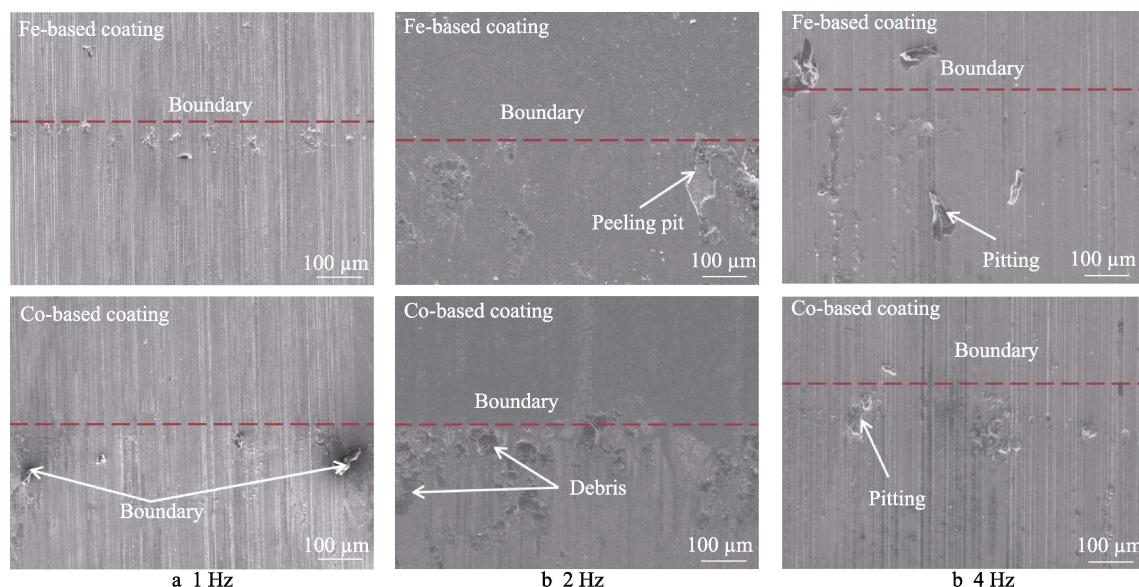 Fe-based coating
Boundary
100 µm
Fe-based coating
Boundary
Peeling pit
100 µm
Fe-based coating
Boundary
Pitting
100 µm
Co-based coating
Boundary
100 µm
Co-based coating
Boundary
Debris
100 µm
Co-based coating
Boundary
Pitting
100 µm
a 1 Hz
b 2 Hz
b 4 Hz